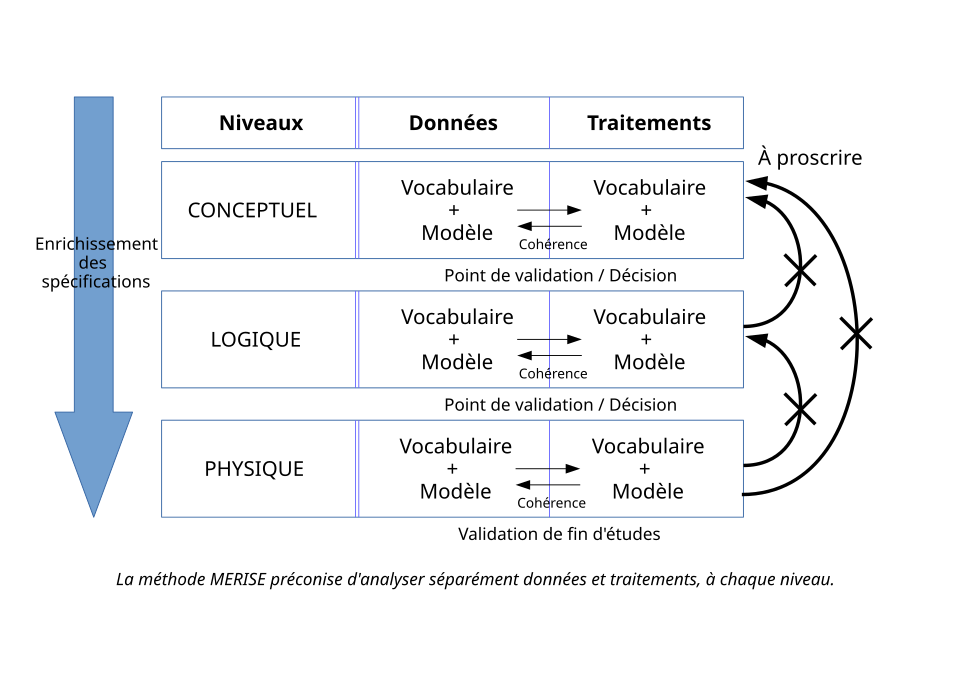 Niveaux
Données
Traitements
À proscrire
CONCEPTUEL
Vocabulaire
+
Modèle
Cohérence
Vocabulaire
+
Modèle
Enrichissement
des
spécifications
Point de validation / Décision
LOGIQUE
Vocabulaire
+
Modèle
Cohérence
Vocabulaire
+
Modèle
Point de validation / Décision
PHYSIQUE
Vocabulaire
+
Modèle
Cohérence
Vocabulaire
+
Modèle
Validation de fin d'études
La méthode MERISE préconise d'analyser séparément données et traitements, à chaque niveau.